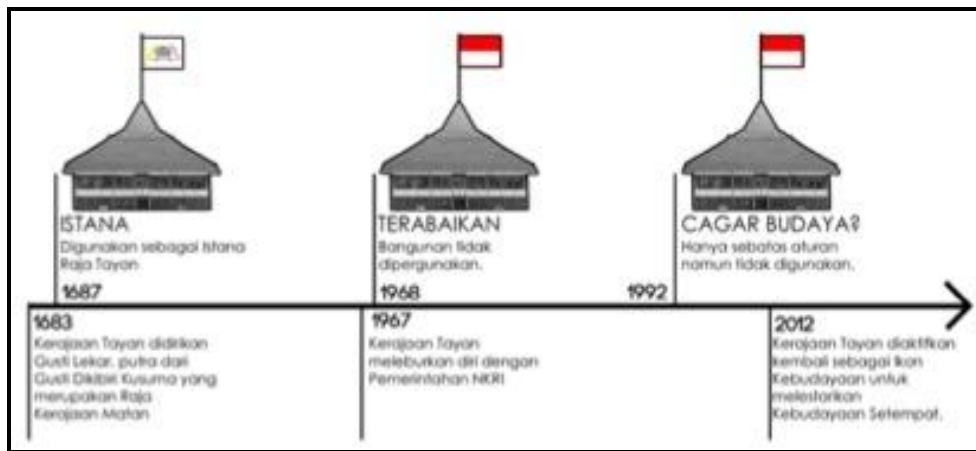 ISTANA
Digunakan sebagai Istana
Raja Tayan
1687
TERABAIKAN
Bangunan tidak
dipergunakan.
1968
CAGAR BUDAYA?
Hanya sebatas aturan
namun tidak digunakan.
1992
1683
Kerajaan Tayan didirikan
Gusti Lekar, putra dari
Gusti Dikibiri Kusuma yang
merupakan Raja
Kerajaan Matan
1967
Kerajaan Tayan
meleburkan diri dengan
Pemerintahan NKRI
2012
Kerajaan Tayan diaktifkan
kembali sebagai Ikon
Kebudayaan untuk
melestarikan
Kebudayaan Setempat.